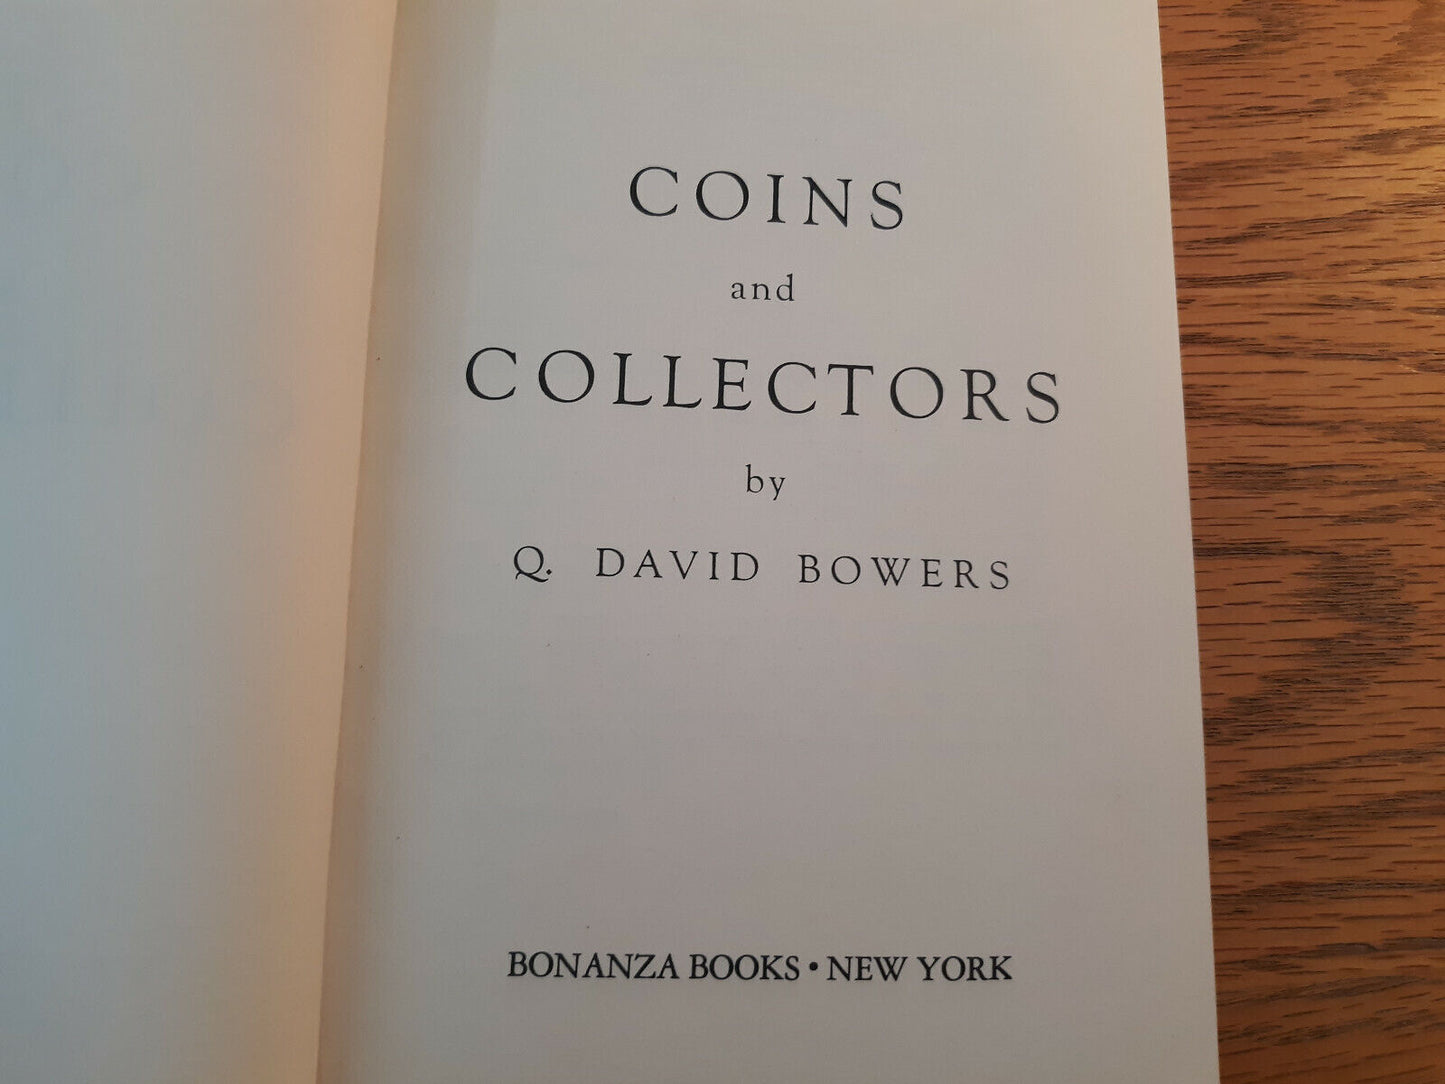 COINS
and
COLLECTORS
by
Q. DAVID BOWERS
BONANZA BOOKS • NEW YORK